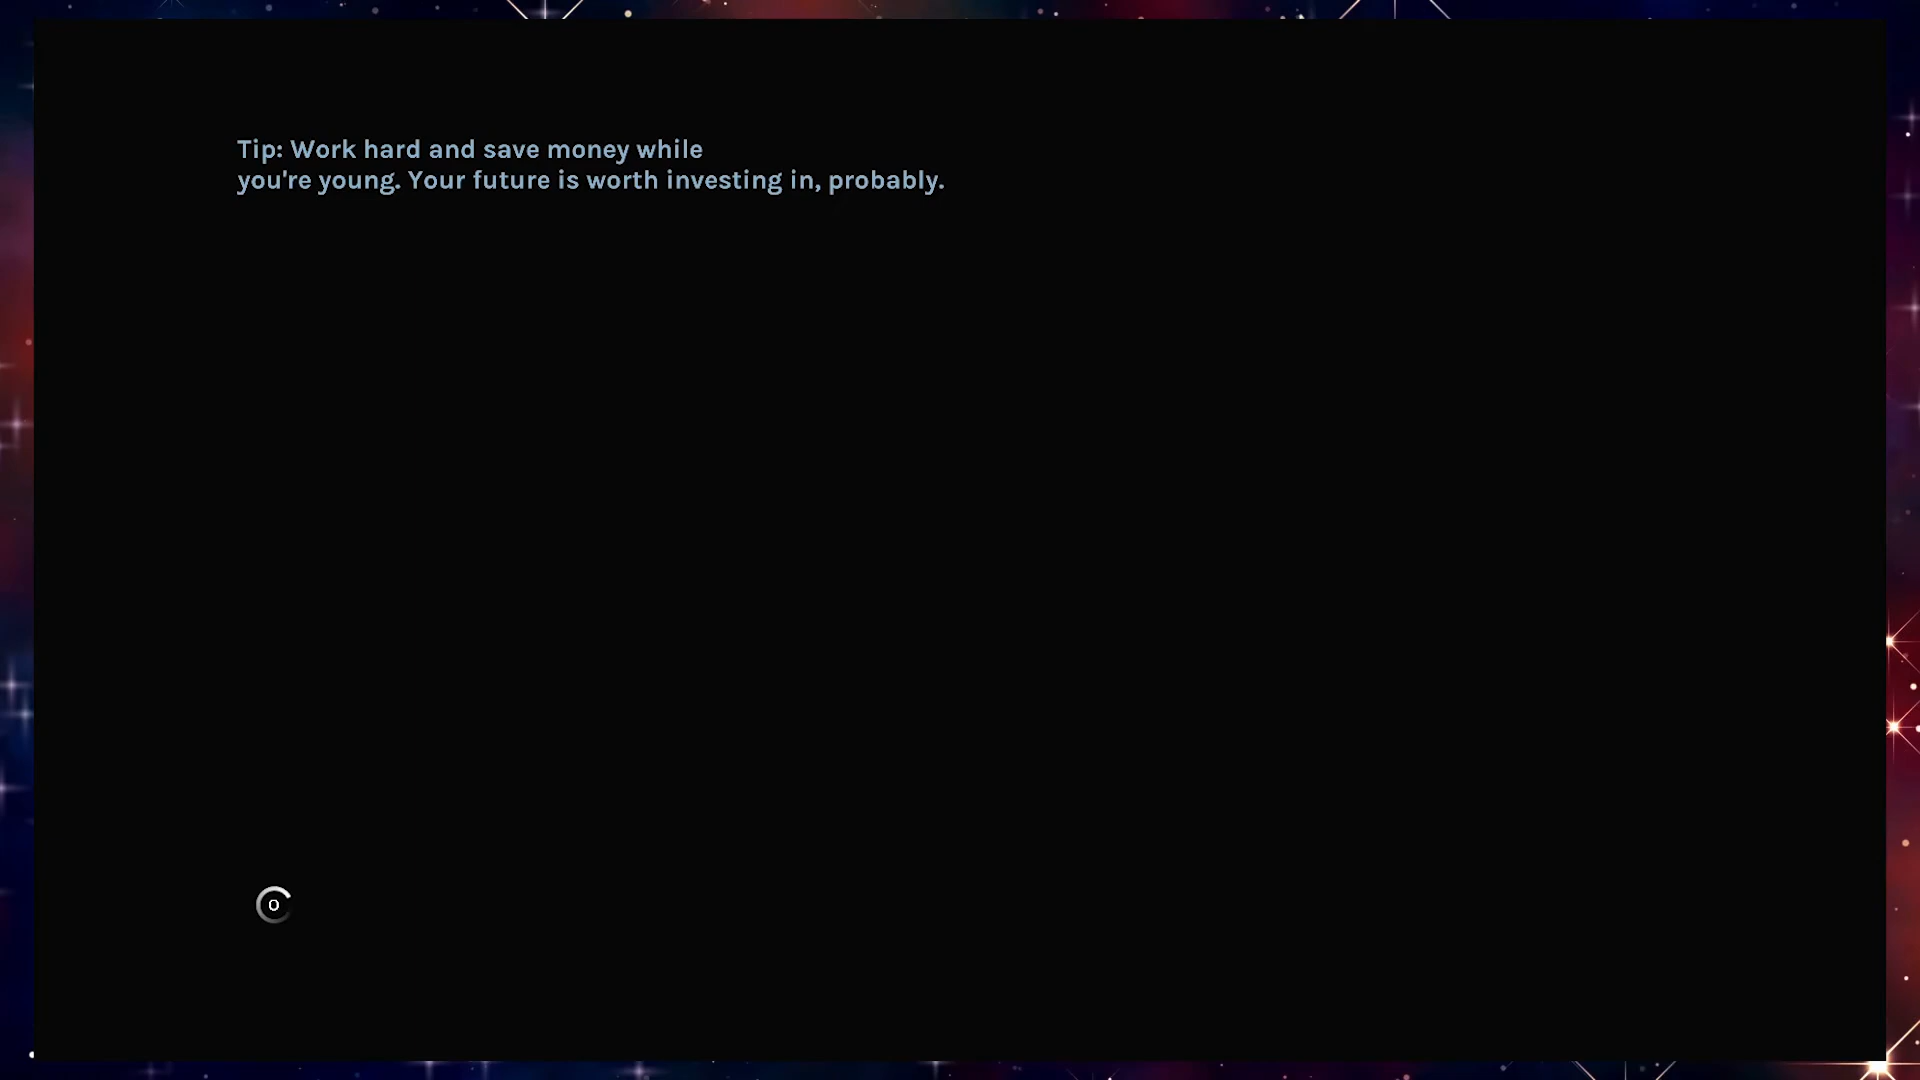 Tip: Work hard and save money while
you're young. Your future is worth investing in, probably.
0